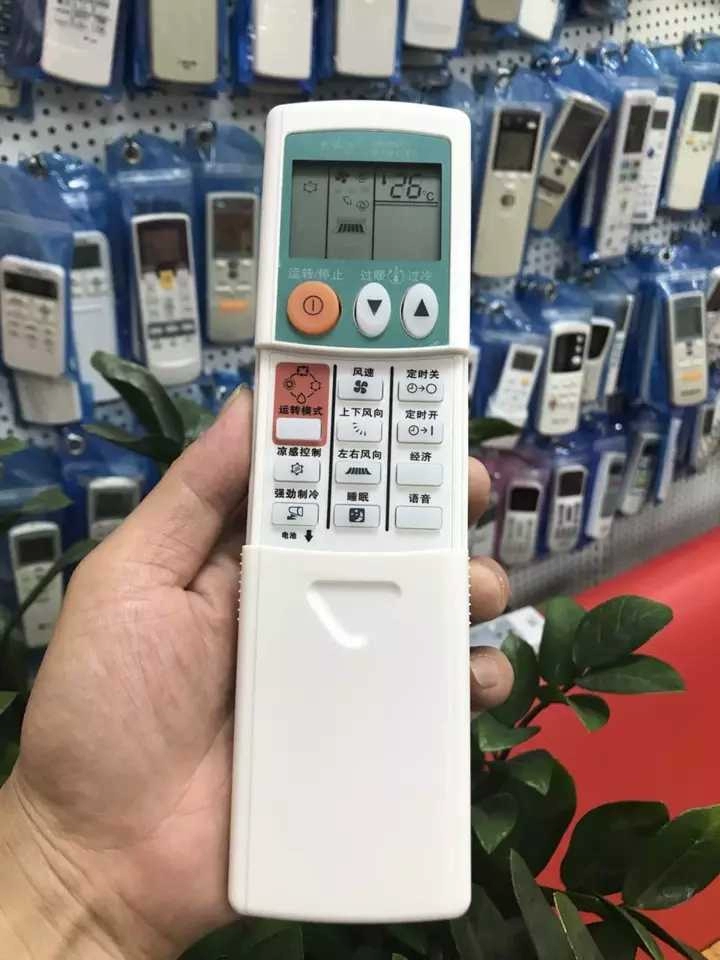 26°C
运转/停止 过暖 过冷
风速 定时关
运转模式 上下风向 定时开
凉感控制 左右风向 经济
强劲制冷 睡眠 语音
电池